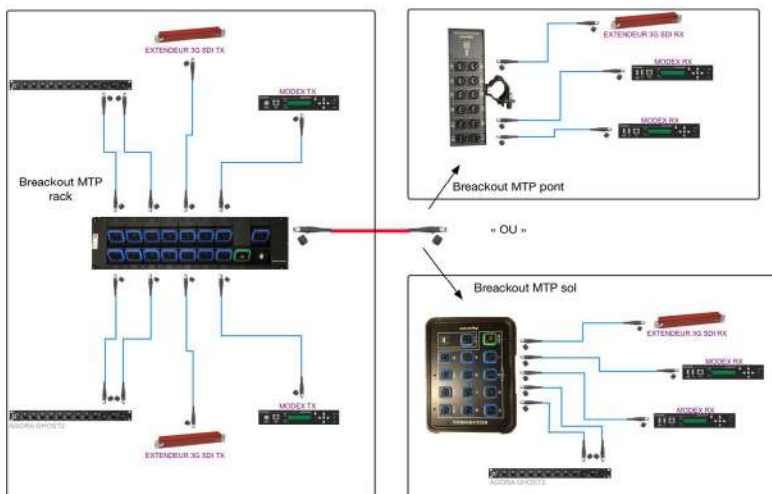 EXTENDEUR 3G SDI TX
MODEX TX
Breackout MTP
rack
MODEX TX
AGORA GHOST2
EXTENDEUR 3G SDI TX
EXTENDEUR 3G SDI RX
MODEX RX
MODEX RX
Breackout MTP pont
« OU »
Breackout MTP sol
EXTENDEUR 3G SDI RX
MODEX RX
MODEX RX
AGORA GHOST2